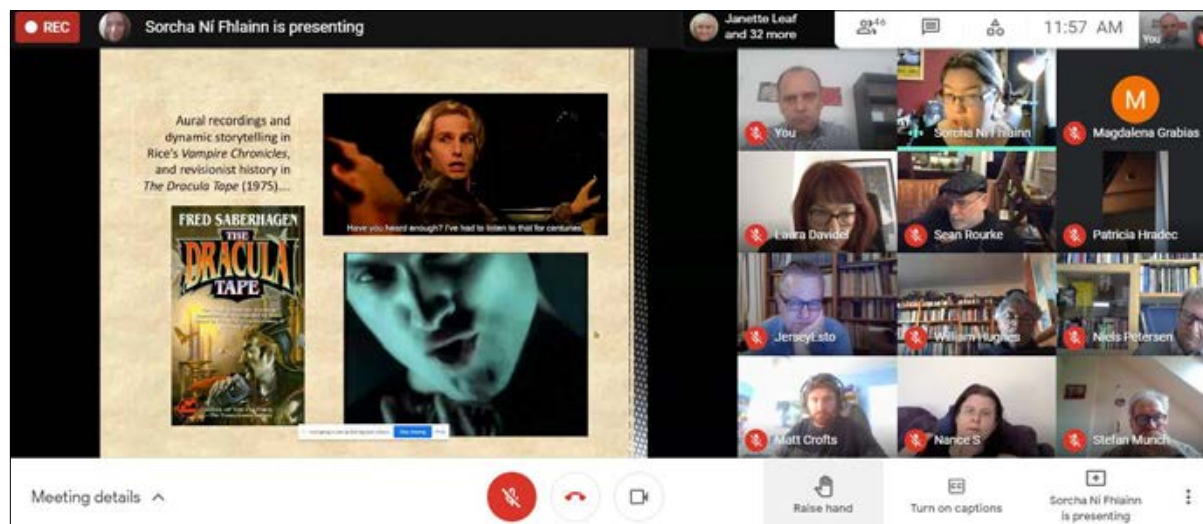 REC
Sorcha Ní Fhlainn is presenting
Janette Leaf
and 32 more
46
11:57 AM
You
Aural recordings and
dynamic storytelling in
Rice's Vampire Chronicles,
and revisionist history in
The Dracula Tape (1975)....
Have you heard enough? I've had to listen to that for centuries
FRED SABERHAGEN
THE
DRACULA
TAPE
You
Sorcha Ní Fhlainn
M
Magdalena Grabias
Laura Davidel
Sean Rourke
Patricia Hradec
JerseyEsto
William Hughes
Niels Petersen
Matt Crofts
Nance S
Stefan Munch
Meeting details
Raise hand
CC
Turn on captions
Sorcha Ní Fhlainn
is presenting